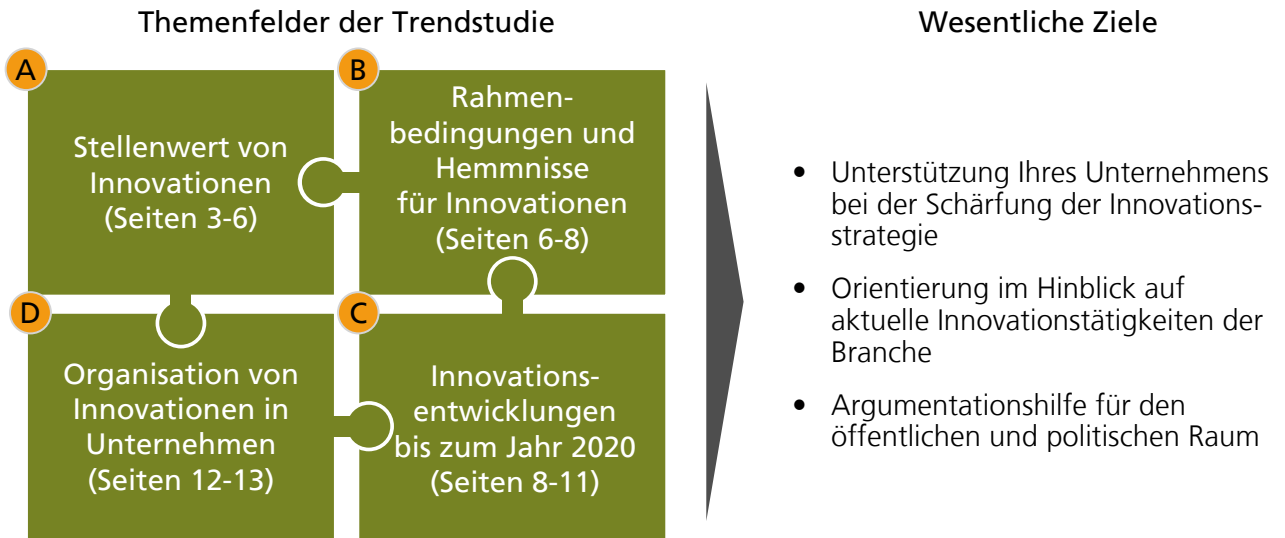 Themenfelder der Trendstudie
Wesentliche Ziele
A
Stellenwert von
Innovationen
(Seiten 3-6)
B
Rahmen-
bedingungen und
Hemmnisse
für Innovationen
(Seiten 6-8)
D
Organisation von
Innovationen in
Unternehmen
(Seiten 12-13)
C
Innovations-
entwicklungen
bis zum Jahr 2020
(Seiten 8-11)
• Unterstützung Ihres Unternehmens
bei der Schärfung der Innovations-
strategie
• Orientierung im Hinblick auf
aktuelle Innovationstätigkeiten der
Branche
• Argumentationshilfe für den
öffentlichen und politischen Raum